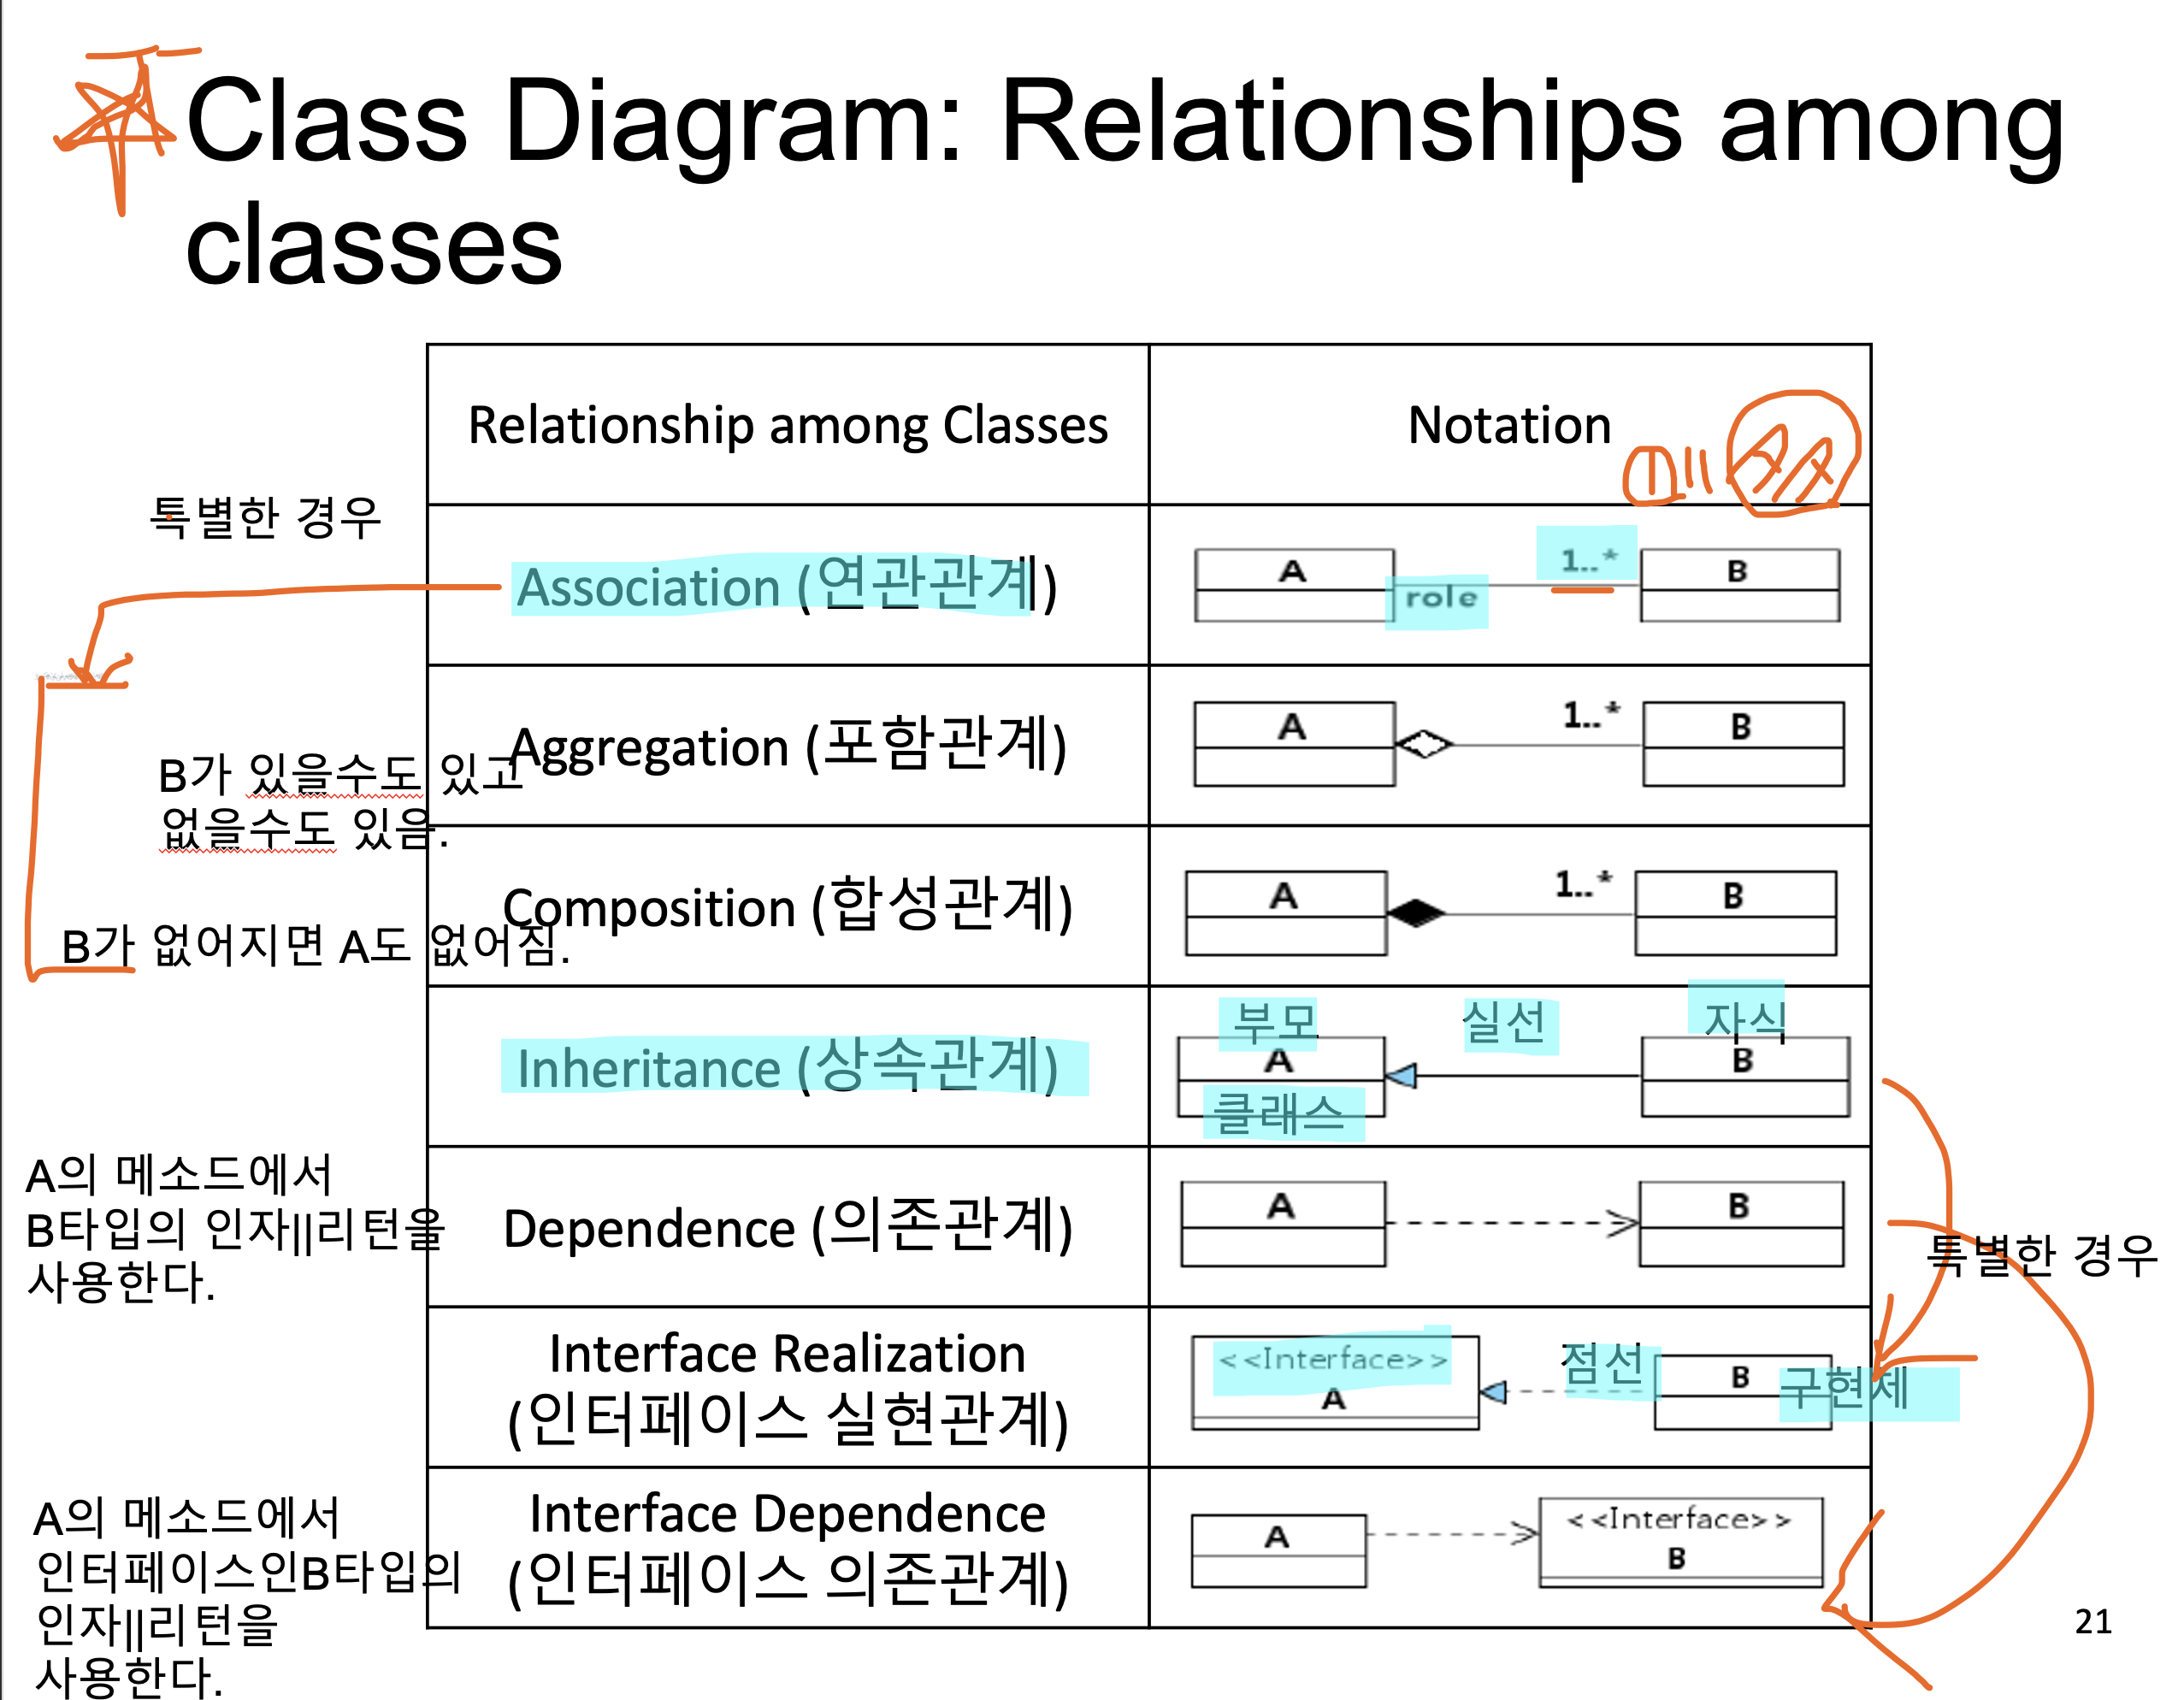 Class Diagram: Relationships among
classes
Relationship among Classes
Notation
특별한 경우
Association (연관관계)
A
role
1..*
B
B가 있을수도 있고
없을수도 있음.
Aggregation (포함관계)
A
1..*
B
B가 없어지면 A도 없어짐.
Composition (합성관계)
A
1..*
B
Inheritance (상속관계)
부모
실선
자식
A
B
클래스
A의 메소드에서
B타입의 인자||리턴을
사용한다.
Dependence (의존관계)
A
B
특별한 경우
Interface Realization
(인터페이스 실현관계)
<<Interface>>
A
점선
B
구현체
A의 메소드에서
인터페이스인B타입의
인자||리턴을
사용한다.
Interface Dependence
(인터페이스 의존관계)
A
<<Interface>>
B
21